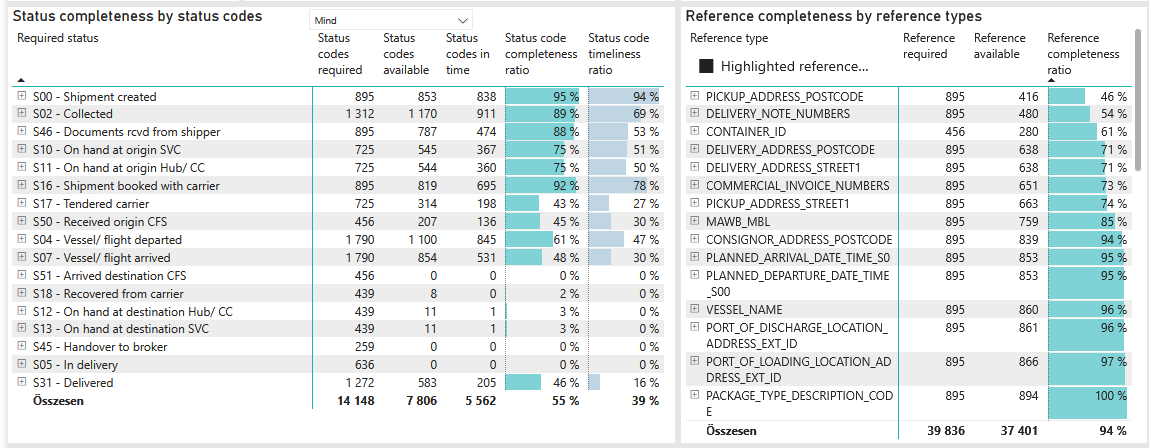 Status completeness by status codes
Mind
Required status
Status codes required
Status codes available
Status codes in time
Status code completeness ratio
Status code timeliness ratio
S00 - Shipment created 895 853 838 95 % 94 %
S02 - Collected 1 312 1 170 911 89 % 69 %
S46 - Documents rcvd from shipper 895 787 474 88 % 53 %
S10 - On hand at origin SVC 725 545 367 75 % 51 %
S11 - On hand at origin Hub/ CC 725 544 360 75 % 50 %
S16 - Shipment booked with carrier 895 819 695 92 % 78 %
S17 - Tendered carrier 725 314 198 43 % 27 %
S50 - Received origin CFS 456 207 136 45 % 30 %
S04 - Vessel/ flight departed 1 790 1 100 845 61 % 47 %
S07 - Vessel/ flight arrived 1 790 854 531 48 % 30 %
S51 - Arrived destination CFS 456 0 0 0 % 0 %
S18 - Recovered from carrier 439 8 0 2 % 0 %
S12 - On hand at destination Hub/ CC 439 11 1 3 % 0 %
S13 - On hand at destination SVC 439 11 1 3 % 0 %
S45 - Handover to broker 259 0 0 0 % 0 %
S05 - In delivery 636 0 0 0 % 0 %
S31 - Delivered 1 272 583 205 46 % 16 %
Összesen 14 148 7 806 5 562 55 % 39 %
Reference completeness by reference types
Reference type
Reference required
Reference available
Reference completeness ratio
Highlighted reference...
PICKUP_ADDRESS_POSTCODE 895 416 46 %
DELIVERY_NOTE_NUMBERS 895 480 54 %
CONTAINER_ID 456 280 61 %
DELIVERY_ADDRESS_POSTCODE 895 638 71 %
DELIVERY_ADDRESS_STREET1 895 638 71 %
COMMERCIAL_INVOICE_NUMBERS 895 651 73 %
PICKUP_ADDRESS_STREET1 895 663 74 %
MAWB_MBL 895 759 85 %
CONSIGNOR_ADDRESS_POSTCODE 895 839 94 %
PLANNED_ARRIVAL_DATE_TIME_S0 895 853 95 %
PLANNED_DEPARTURE_DATE_TIME 895 853 95 %
_S00
VESSEL_NAME 895 860 96 %
PORT_OF_DISCHARGE_LOCATION_ 895 861 96 %
ADDRESS_EXT_ID
PORT_OF_LOADING_LOCATION_AD 895 866 97 %
DRESS_EXT_ID
PACKAGE_TYPE_DESCRIPTION_COD 895 894 100 %
E
Összesen 39 836 37 401 94 %